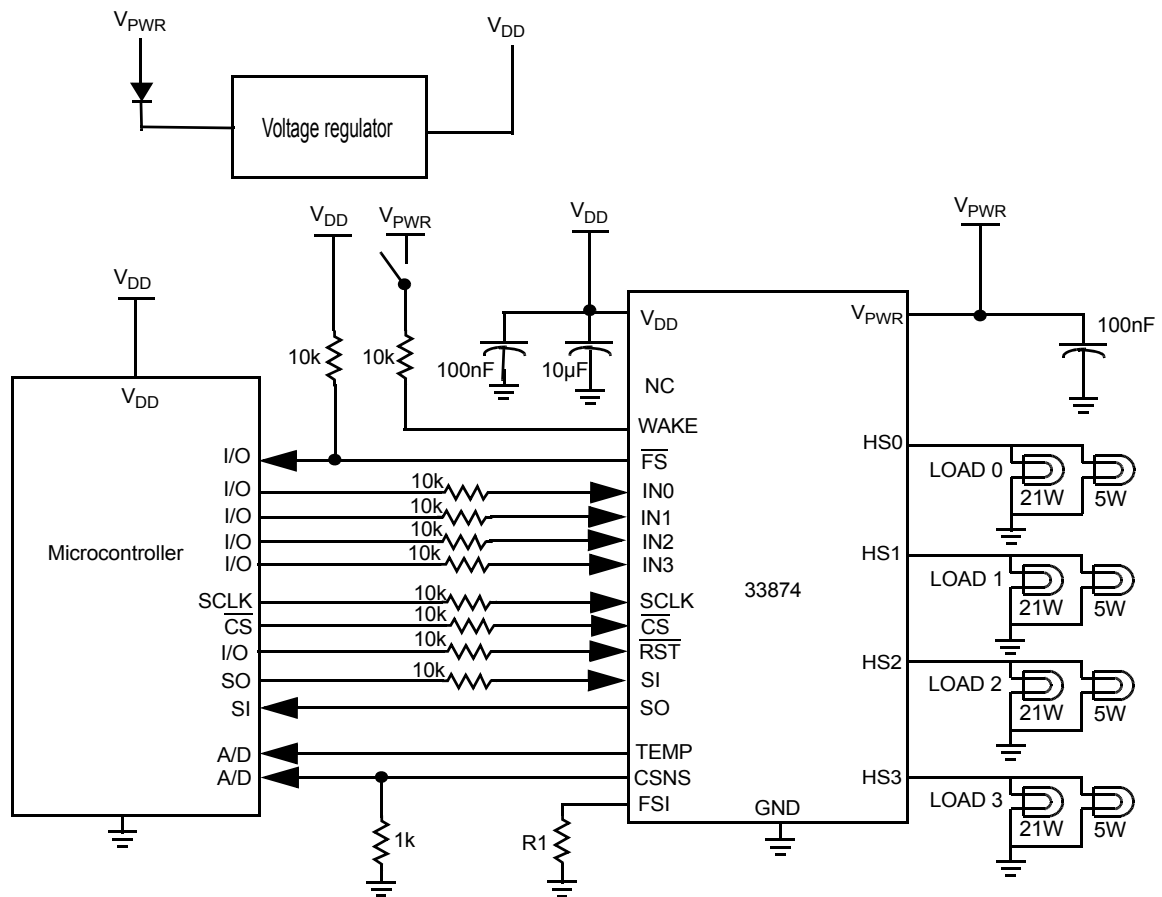 VPWR
VDD
Voltage regulator
VDD
VPWR
VDD
VPWR
VDD
10k
10k
100nF
10µF
VDD
VPWR
100nF
VDD
NC
WAKE
HS0
I/O
FS
LOAD 0
21W
5W
I/O
10k
IN0
I/O
10k
IN1
I/O
10k
IN2
I/O
10k
IN3
Microcontroller
33874
HS1
LOAD 1
21W
5W
SCLK
10k
SCLK
CS
10k
CS
I/O
10k
RST
SO
10k
SI
SI
SO
HS2
LOAD 2
21W
5W
A/D
TEMP
A/D
CSNS
FSI
HS3
LOAD 3
21W
5W
GND
1k
R1